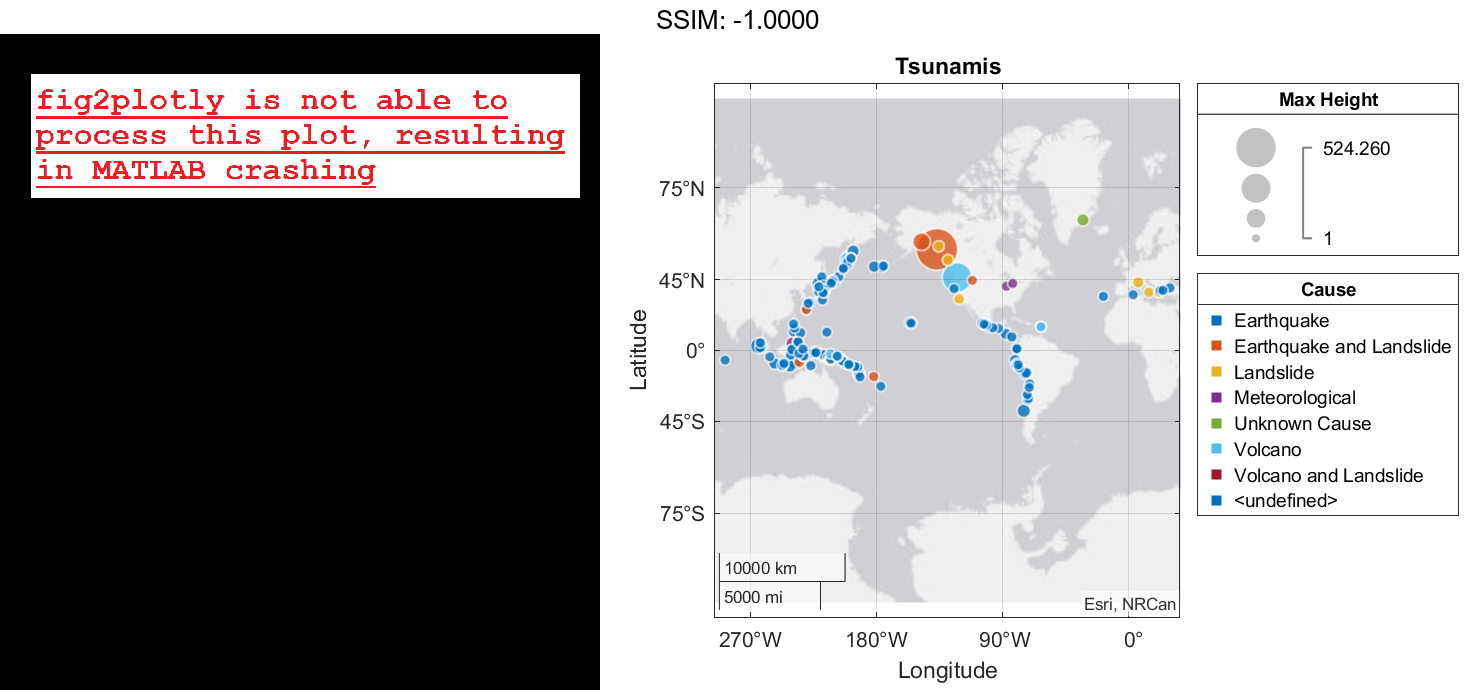 SSIM: -1.0000
fig2plotly is not able to
process this plot, resulting
in MATLAB crashing
Tsunamis
75°N
45°N
0°
45°S
75°S
Latitude
10000 km
5000 mi
Esri, NRCan
270°W
180°W
90°W
0°
Longitude
Max Height
524.260
1
Cause
Earthquake
Earthquake and Landslide
Landslide
Meteorological
Unknown Cause
Volcano
Volcano and Landslide
<undefined>